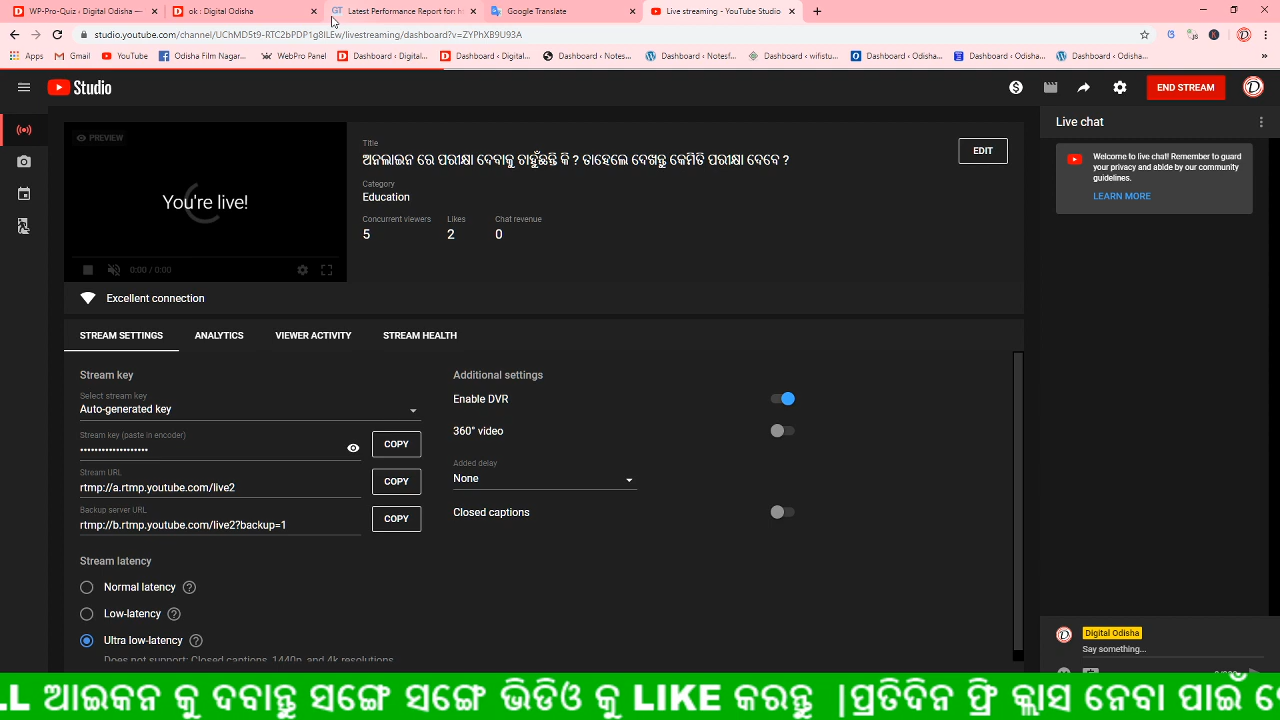 WP-Pro-Quiz ‹ Digital Odisha —
ok : Digital Odisha
GT Latest Performance Report for: h
Google Translate
Live streaming - YouTube Studio
studio.youtube.com/channel/UChMD5t9-RTC2bPDP1g8ILEw/livestreaming/dashboard?v=ZYPhXB9U93A
Apps
Gmail
YouTube
Odisha Film Nagar...
WebPro Panel
Dashboard ‹ Digital...
Dashboard ‹ Digital...
Dashboard ‹ Notes...
Dashboard ‹ Notesf...
Dashboard ‹ wifistu...
Dashboard ‹ Odisha...
Dashboard ‹ Odisha...
Dashboard ‹ Odisha...
Studio
END STREAM
PREVIEW
You're live!
0:00 / 0:00
Title
ଅନଲାଇନ ରେ ପରୀକ୍ଷା ଦେବାକୁ ଚାହୁଁଛନ୍ତି କି ? ତାହେଲେ ଦେଖନ୍ତୁ କେମିତି ପରୀକ୍ଷା ଦେବେ ?
EDIT
Category
Education
Concurrent viewers
Likes
Chat revenue
5
2
0
Excellent connection
STREAM SETTINGS
ANALYTICS
VIEWER ACTIVITY
STREAM HEALTH
Stream key
Select stream key
Auto-generated key
Stream key (paste in encoder)
••••••••••••••••••
COPY
Stream URL
rtmp://a.rtmp.youtube.com/live2
COPY
Backup server URL
rtmp://b.rtmp.youtube.com/live2?backup=1
COPY
Stream latency
Normal latency
Low-latency
Ultra low-latency
Does not support: Closed captions, 1440p, and 4k resolutions
Additional settings
Enable DVR
360° video
Added delay
None
Closed captions
Live chat
Welcome to live chat! Remember to guard
your privacy and abide by our community
guidelines.
LEARN MORE
Digital Odisha
Say something...
LL ଆଇକନ କୁ ଦବାନ୍ତୁ ସଙ୍ଗେ ସଙ୍ଗେ ଭିଡିଓ କୁ LIKE କରନ୍ତୁ |ପ୍ରତିଦିନ ଫ୍ରି କ୍ଲାସ ନେବା ପାଇଁ